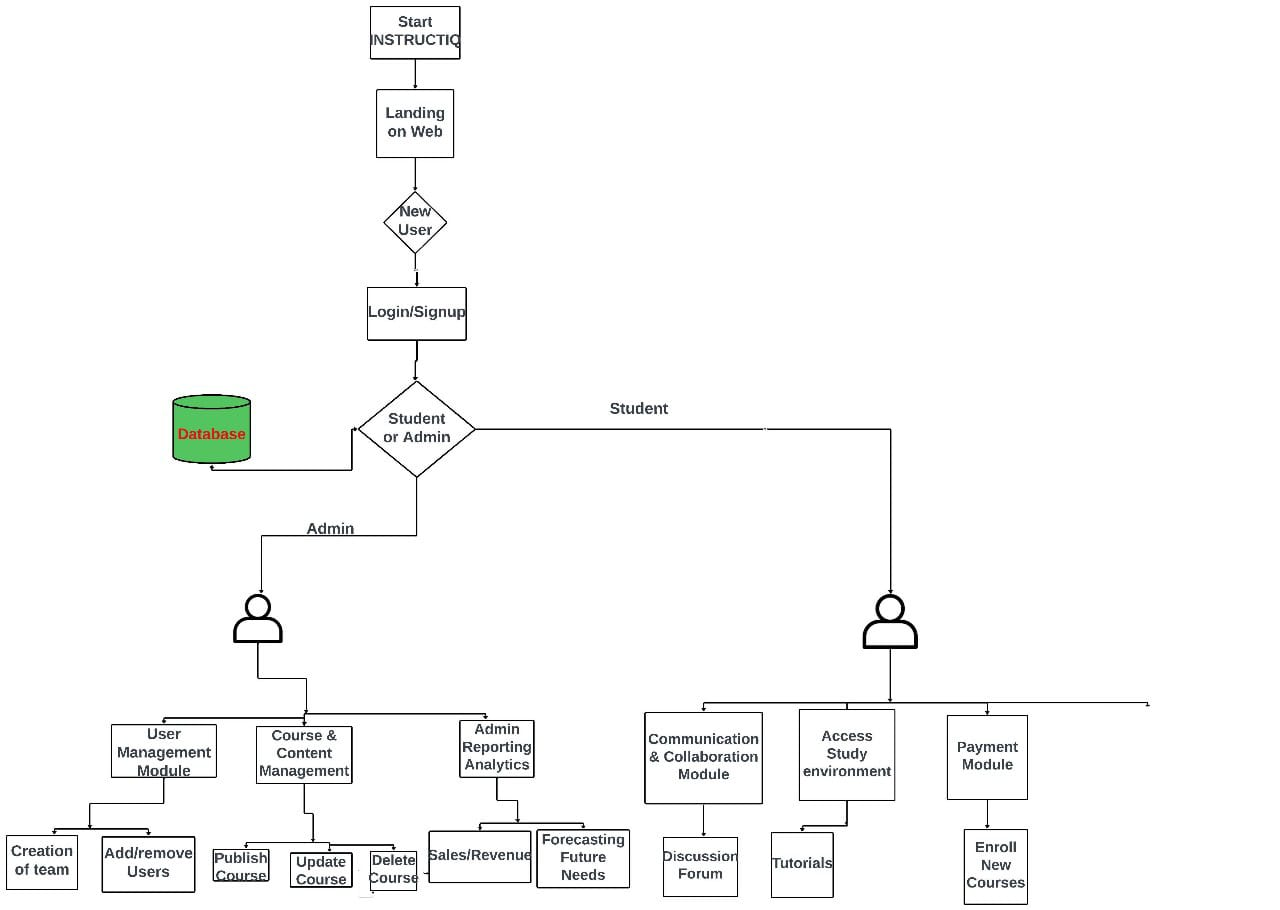 Start
INSTRUCTIQ
Landing
on Web
New
User
Login/Signup
Student
or Admin
Student
Database
Admin
User
Management
Module
Course &
Content
Management
Admin
Reporting
Analytics
Communication
& Collaboration
Module
Access
Study
environment
Payment
Module
Creation
of team
Add/remove
Users
Publish
Course
Update
Course
Delete
Course
Sales/Revenue
Forecasting
Future
Needs
Discussion
Forum
Tutorials
Enroll
New
Courses